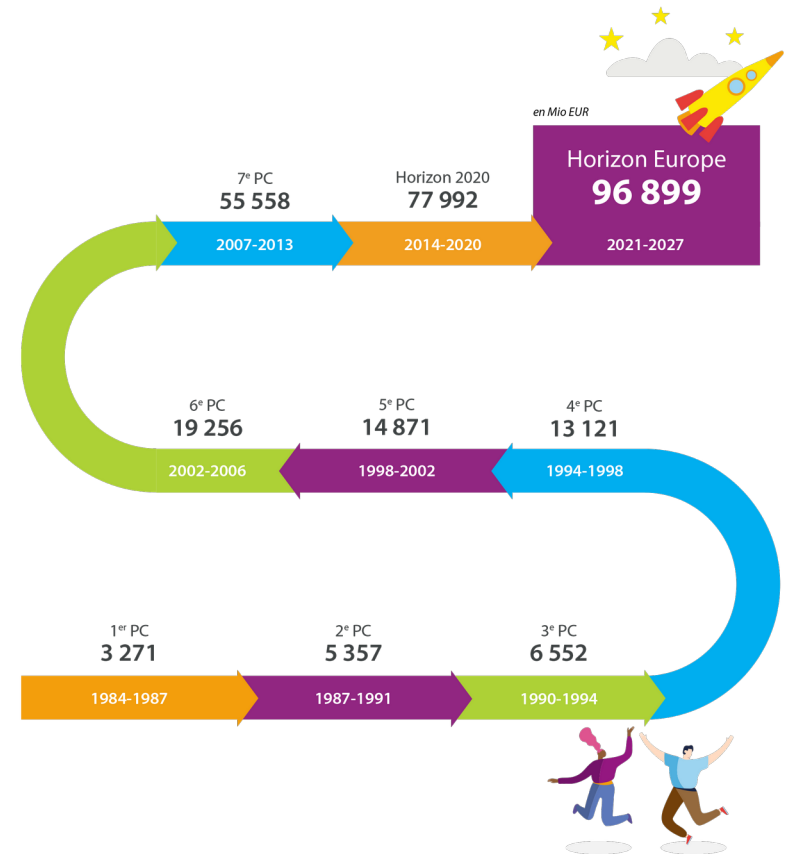 en Mio EUR
Horizon Europe
96 899
2021-2027
Horizon 2020
77 992
2014-2020
7e PC
55 558
2007-2013
6e PC
19 256
2002-2006
5e PC
14 871
1998-2002
4e PC
13 121
1994-1998
1er PC
3 271
1984-1987
2e PC
5 357
1987-1991
3e PC
6 552
1990-1994